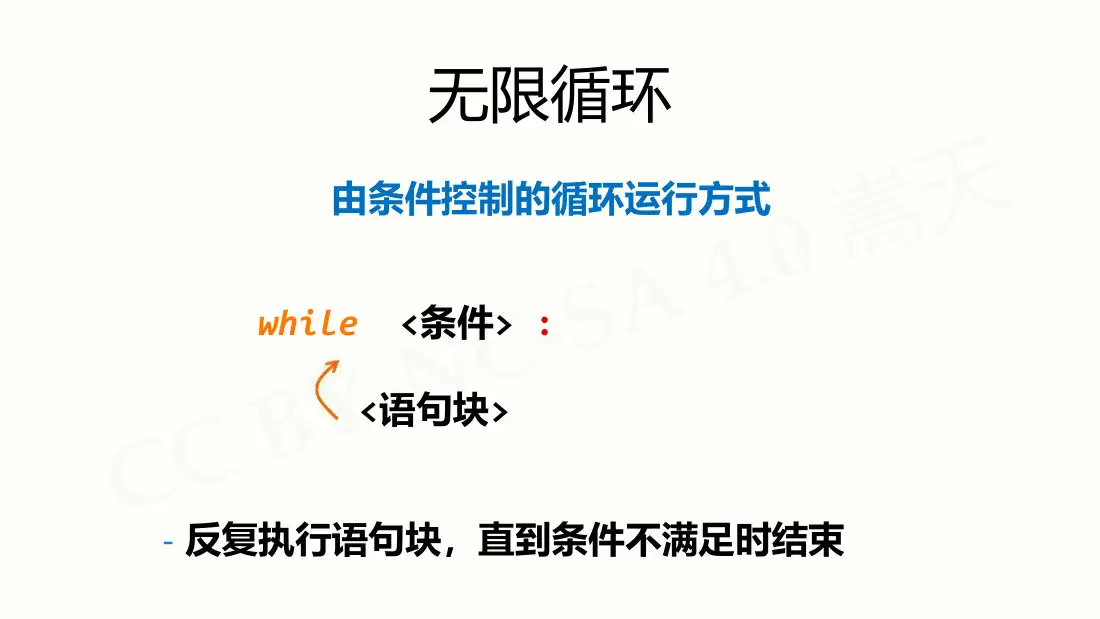 无限循环
由条件控制的循环运行方式
while <条件> :
<语句块>
- 反复执行语句块，直到条件不满足时结束
CC BY NC-SA 4.0 嵩天